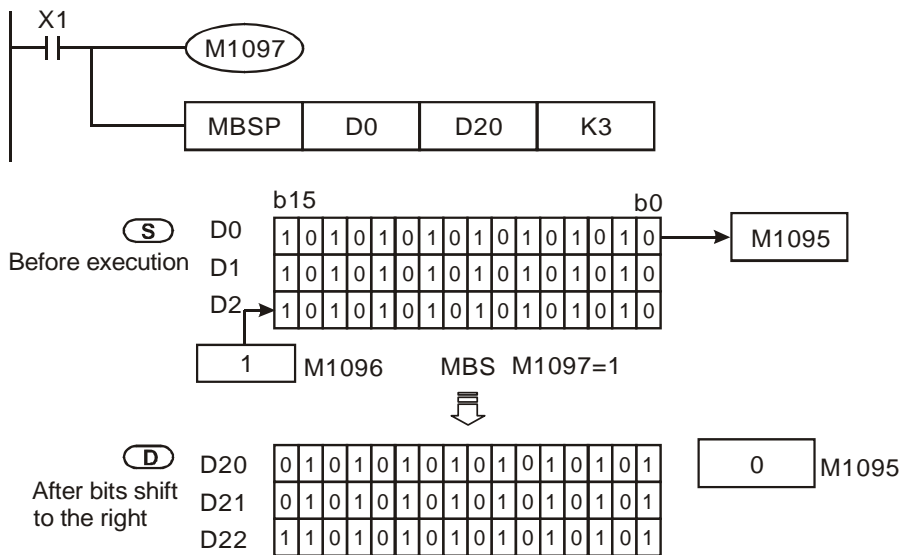 X1
M1097
MBSP D0 D20 K3
b15 b0
S D0 1 0 1 0 1 0 1 0 1 0 1 0 1 0 1 0 M1095
Before execution D1 1 0 1 0 1 0 1 0 1 0 1 0 1 0 1 0
D2 1 0 1 0 1 0 1 0 1 0 1 0 1 0 1 0
1 M1096 MBS M1097=1
D D20 0 1 0 1 0 1 0 1 0 1 0 1 0 1 0 1 0 M1095
After bits shift D21 0 1 0 1 0 1 0 1 0 1 0 1 0 1 0 1
to the right D22 1 1 0 1 0 1 0 1 0 1 0 1 0 1 0 1